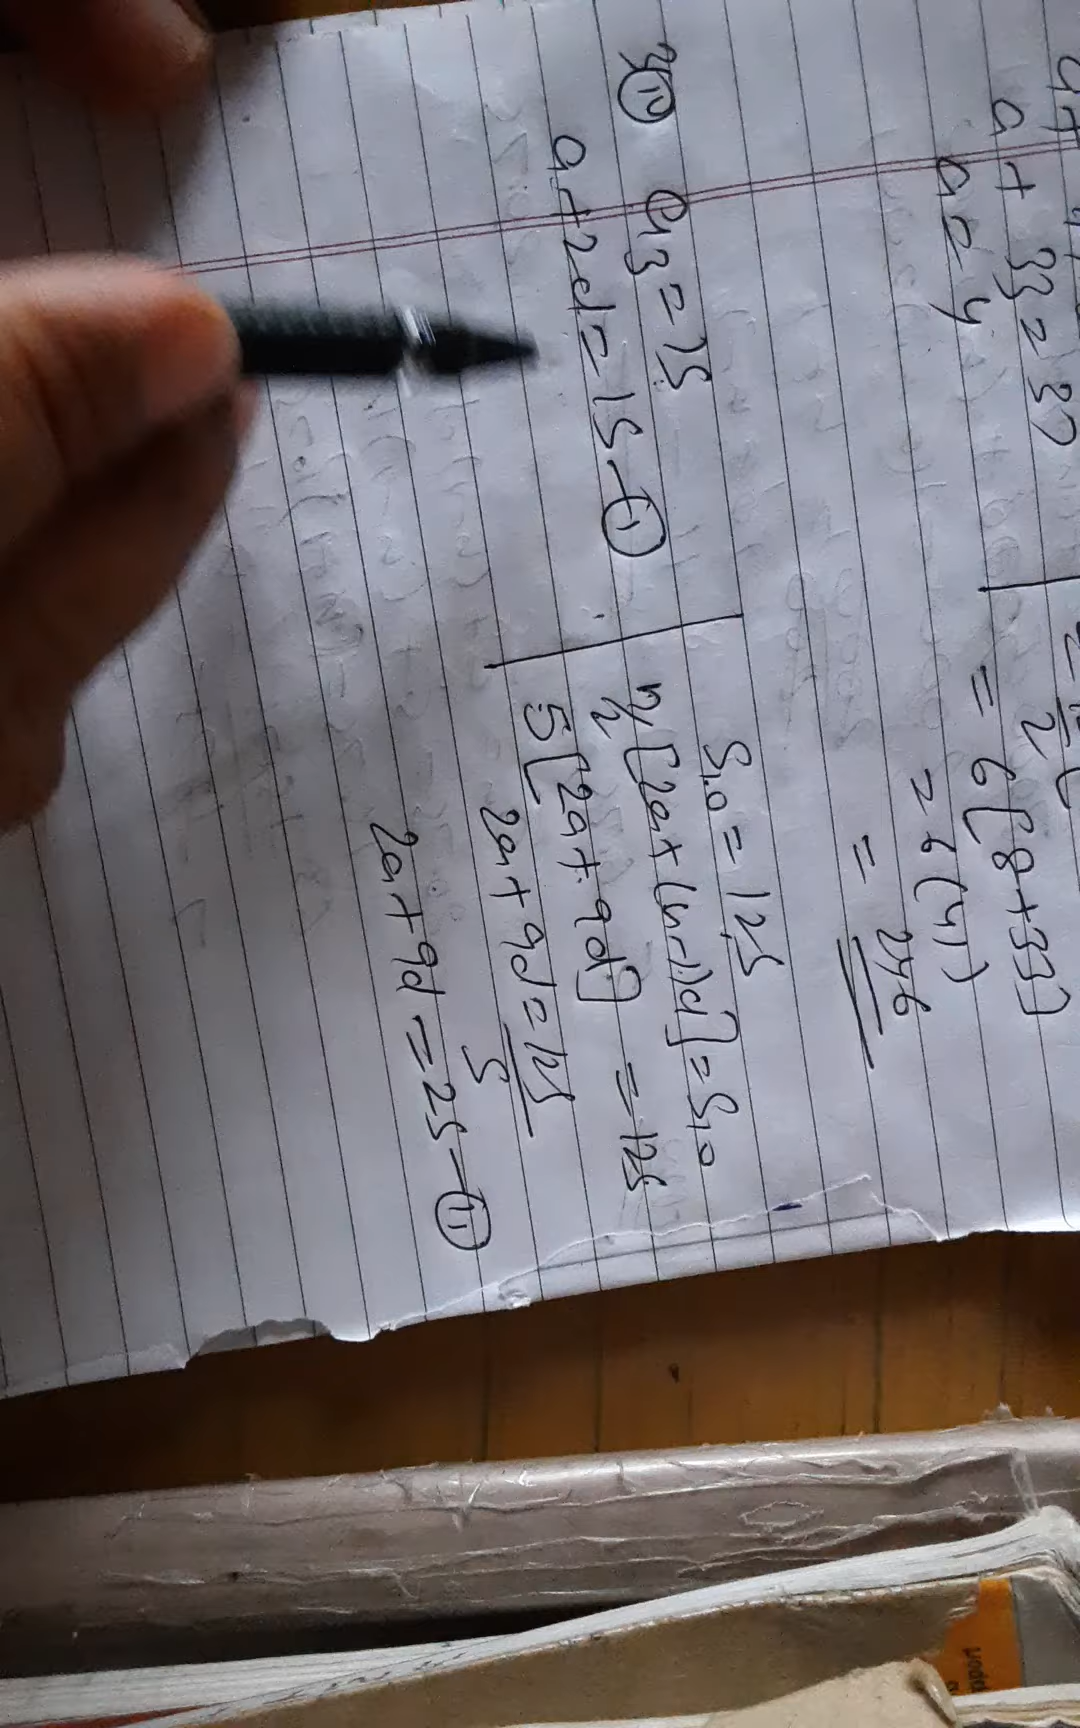 a + 33 = 37
a = 4
= 6[8+33)
= 6(41)
= 246
a3 = 15
a+2d = 15 - (i)
S10 = 125
n/2 [2a+(n-1)d] = S10
5[2a+9d] = 125
2a+9d = 125/5
2a+9d = 25 - (ii)